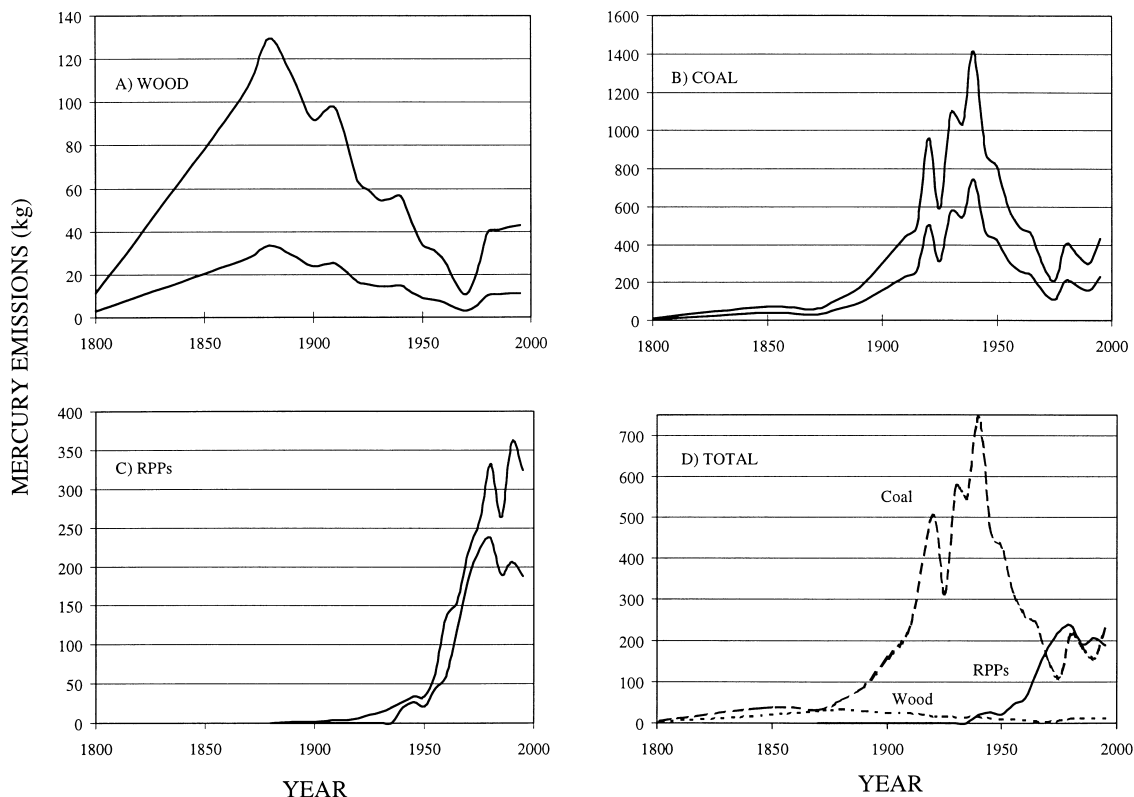 MERCURY EMISSIONS (kg)
A) WOOD
140
120
100
80
60
40
20
0
1800 1850 1900 1950 2000
B) COAL
1600
1400
1200
1000
800
600
400
200
0
1800 1850 1900 1950 2000
C) RPPs
400
350
300
250
200
150
100
50
0
1800 1850 1900 1950 2000
YEAR
D) TOTAL
700
600
500
400
300
200
100
0
Coal
RPPs
Wood
1800 1850 1900 1950 2000
YEAR